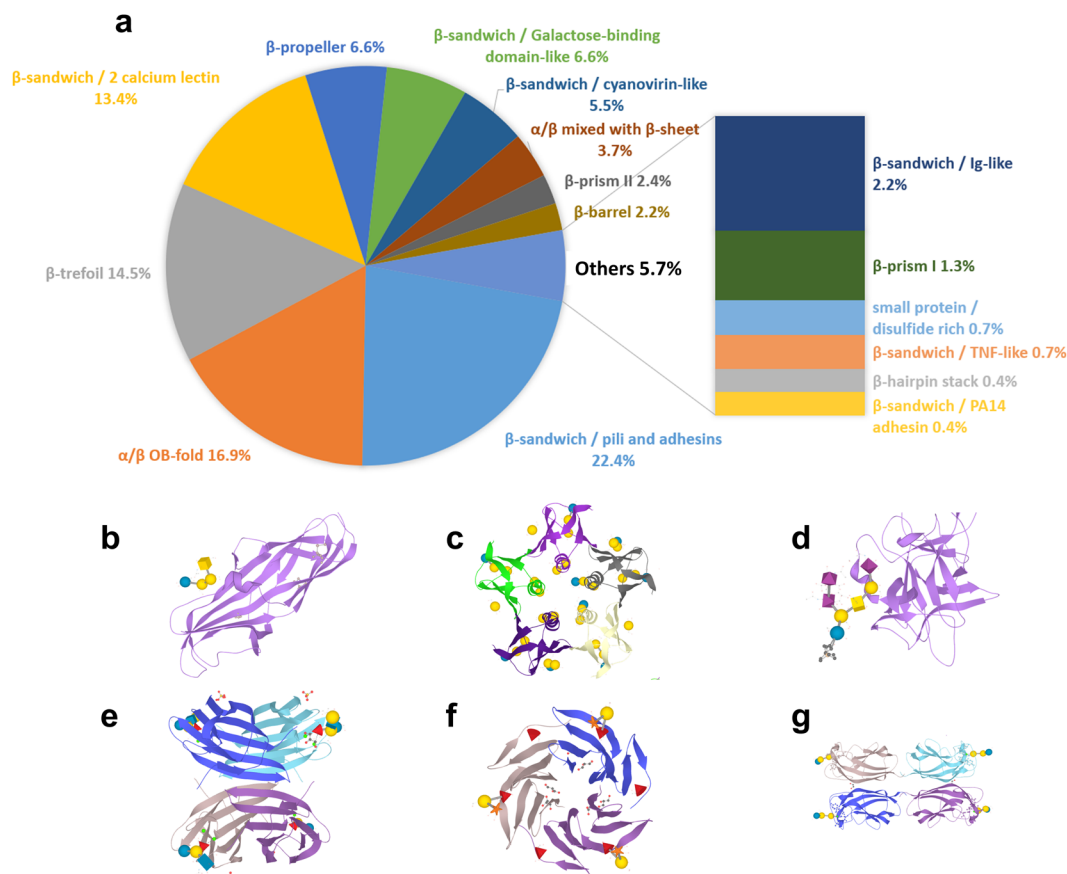 a
β-propeller 6.6%
β-sandwich / Galactose-binding
domain-like 6.6%
β-sandwich / 2 calcium lectin
13.4%
β-sandwich / cyanovirin-like
5.5%
α/β mixed with β-sheet
3.7%
β-prism II 2.4%
β-barrel 2.2%
Others 5.7%
β-trefoil 14.5%
α/β OB-fold 16.9%
β-sandwich / pili and adhesins
22.4%
β-sandwich / Ig-like
2.2%
β-prism I 1.3%
small protein /
disulfide rich 0.7%
β-sandwich / TNF-like 0.7%
β-hairpin stack 0.4%
β-sandwich / PA14
adhesin 0.4%
b
c
d
e
f
g